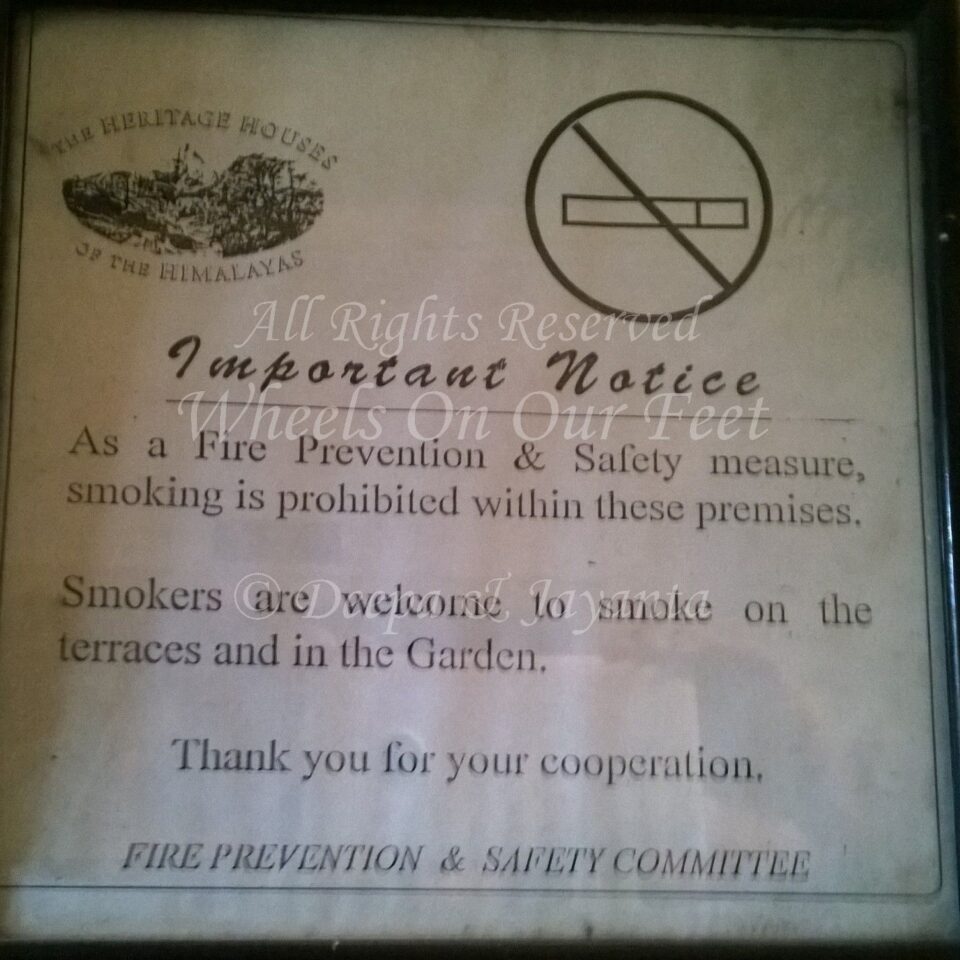 THE HERITAGE HOUSES
OF THE HIMALAYAS
All Rights Reserved
Important Notice
Wheels On Our Feet
As a Fire Prevention & Safety measure,
smoking is prohibited within these premises.
© Deepa & Jayanta
Smokers are welcome to smoke on the
terraces and in the Garden.
Thank you for your cooperation.
FIRE PREVENTION & SAFETY COMMITTEE